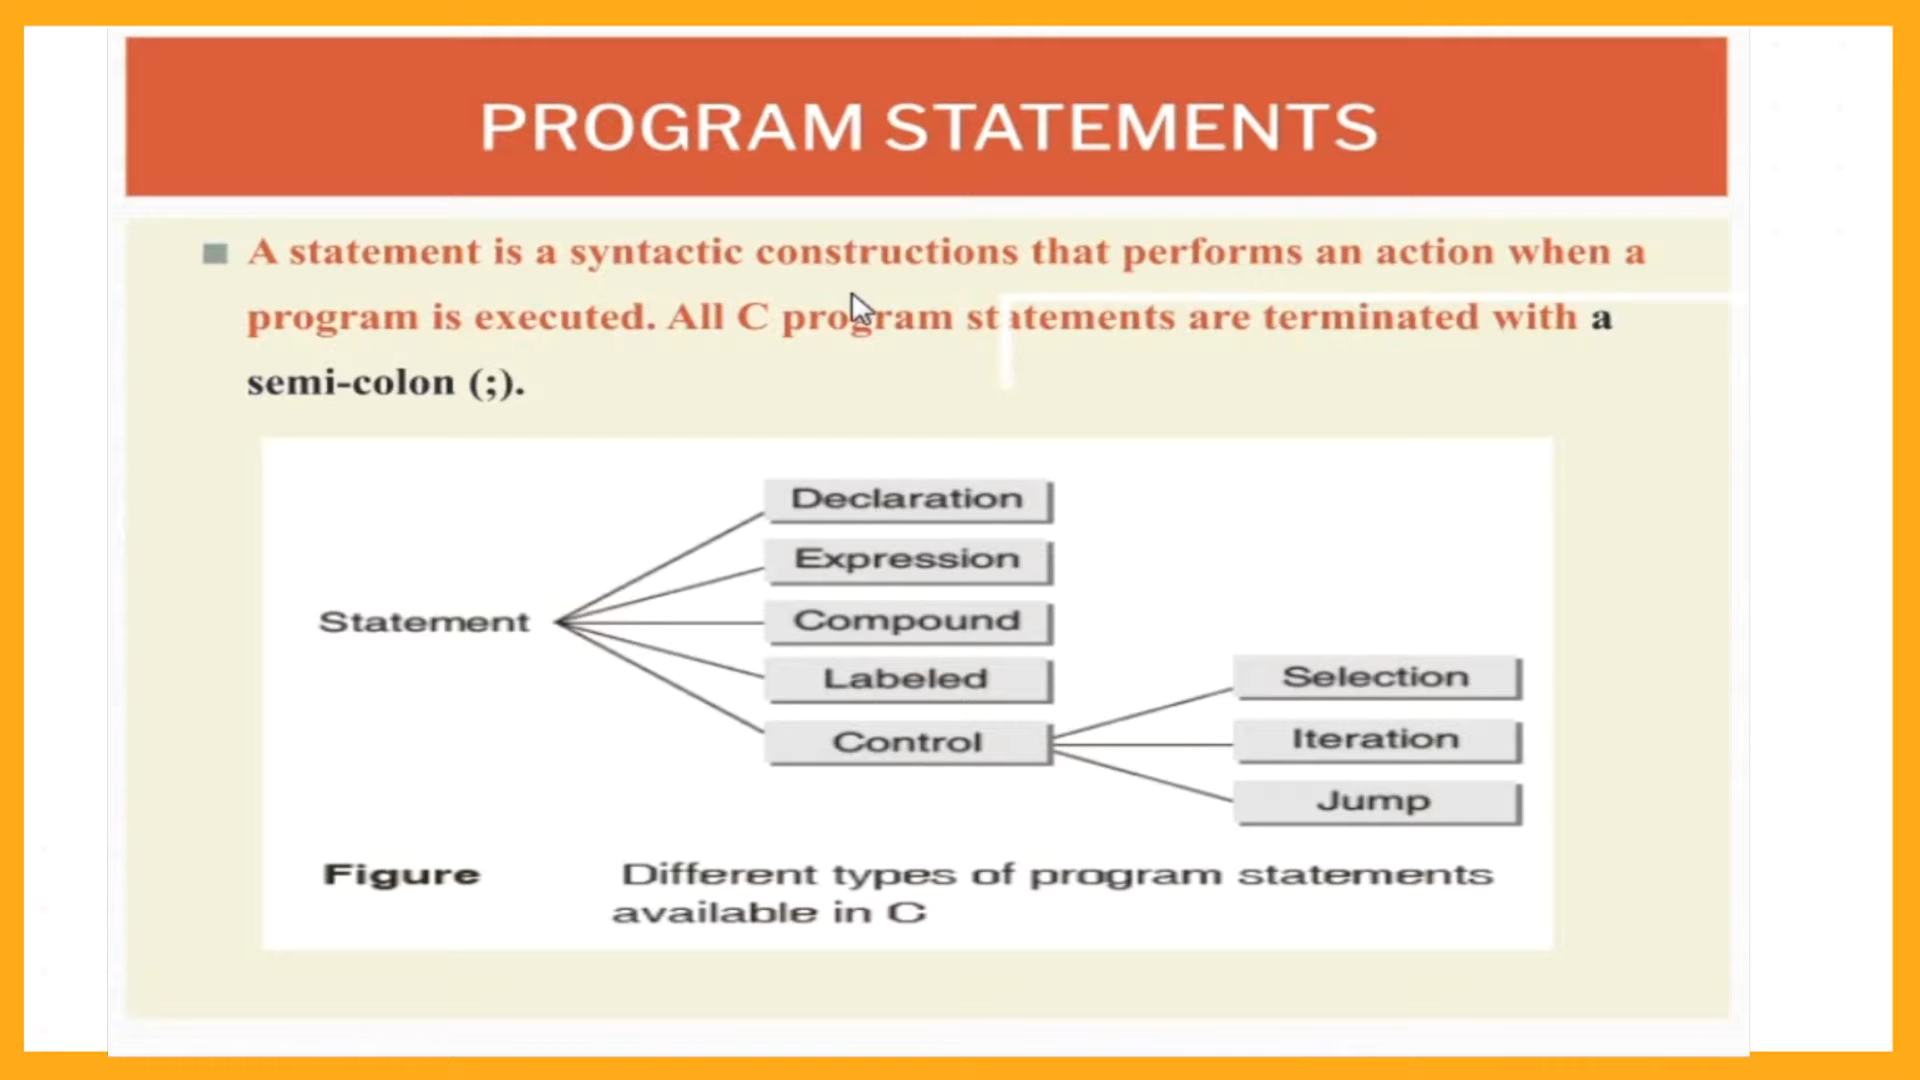 PROGRAM STATEMENTS
A statement is a syntactic constructions that performs an action when a
program is executed. All C program statements are terminated with a
semi-colon (;).
Declaration
Expression
Statement
Compound
Labeled
Selection
Control
Iteration
Jump
Figure Different types of program statements
available in C